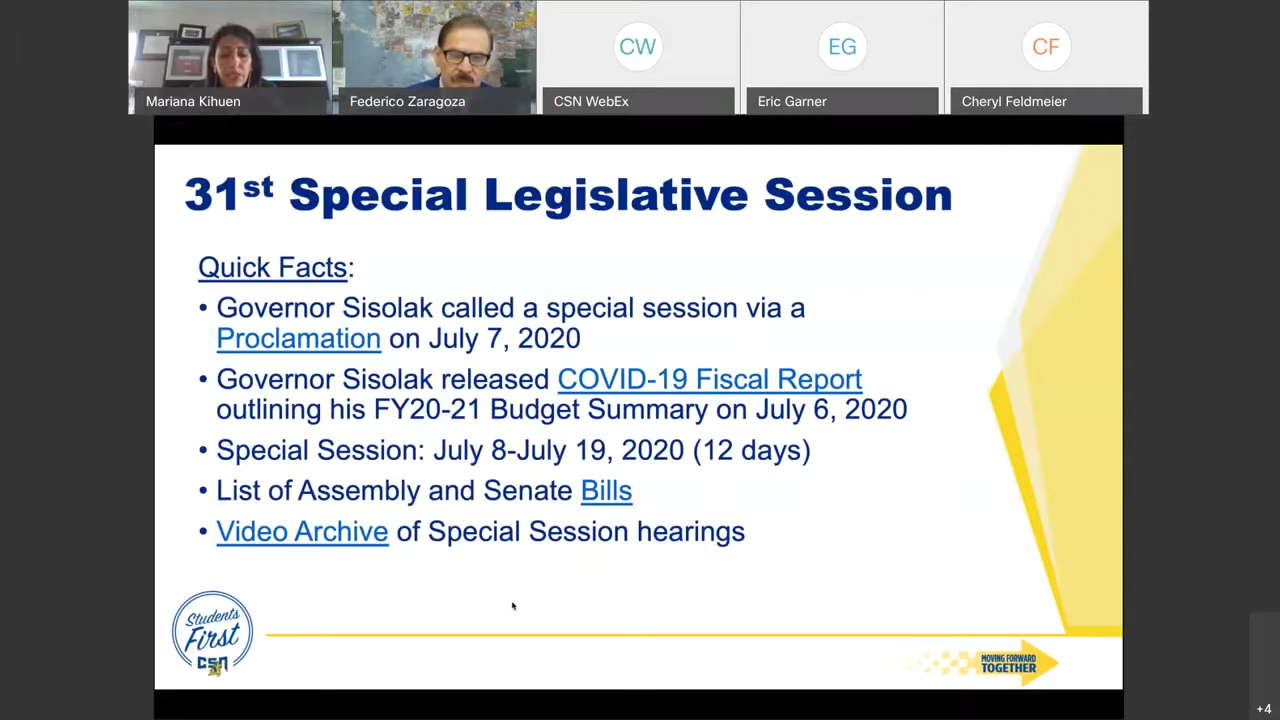 CW
EG
CF
Mariana Kihuen
Federico Zaragoza
CSN WebEx
Eric Garner
Cheryl Feldmeier
31st Special Legislative Session
Quick Facts:
• Governor Sisolak called a special session via a
Proclamation on July 7, 2020
• Governor Sisolak released COVID-19 Fiscal Report
outlining his FY20-21 Budget Summary on July 6, 2020
• Special Session: July 8-July 19, 2020 (12 days)
• List of Assembly and Senate Bills
• Video Archive of Special Session hearings
Students
First
CSN
MOVING FORWARD
TOGETHER
+4